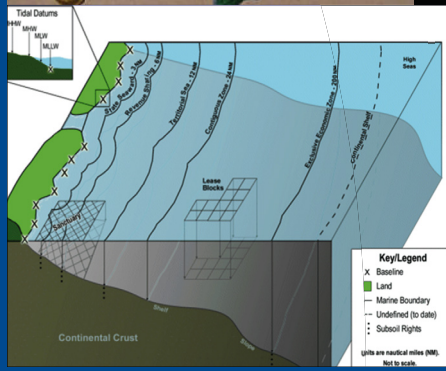 Tidal Datums
HHW
MHW
MLW
MLLW
State Seaward - 3 NM
Revenue Sharing - 6 NM
Territorial Sea - 12 NM
Contiguous Zone - 24 NM
Exclusive Economic Zone - 200 NM
Continental Shelf
High
Seas
Lease
Blocks
Sanctuary
Shelf
Slope
Continental Crust
Key/Legend
X Baseline
Land
Marine Boundary
Undefined (to date)
Subsoil Rights
Units are nautical miles (NM).
Not to scale.